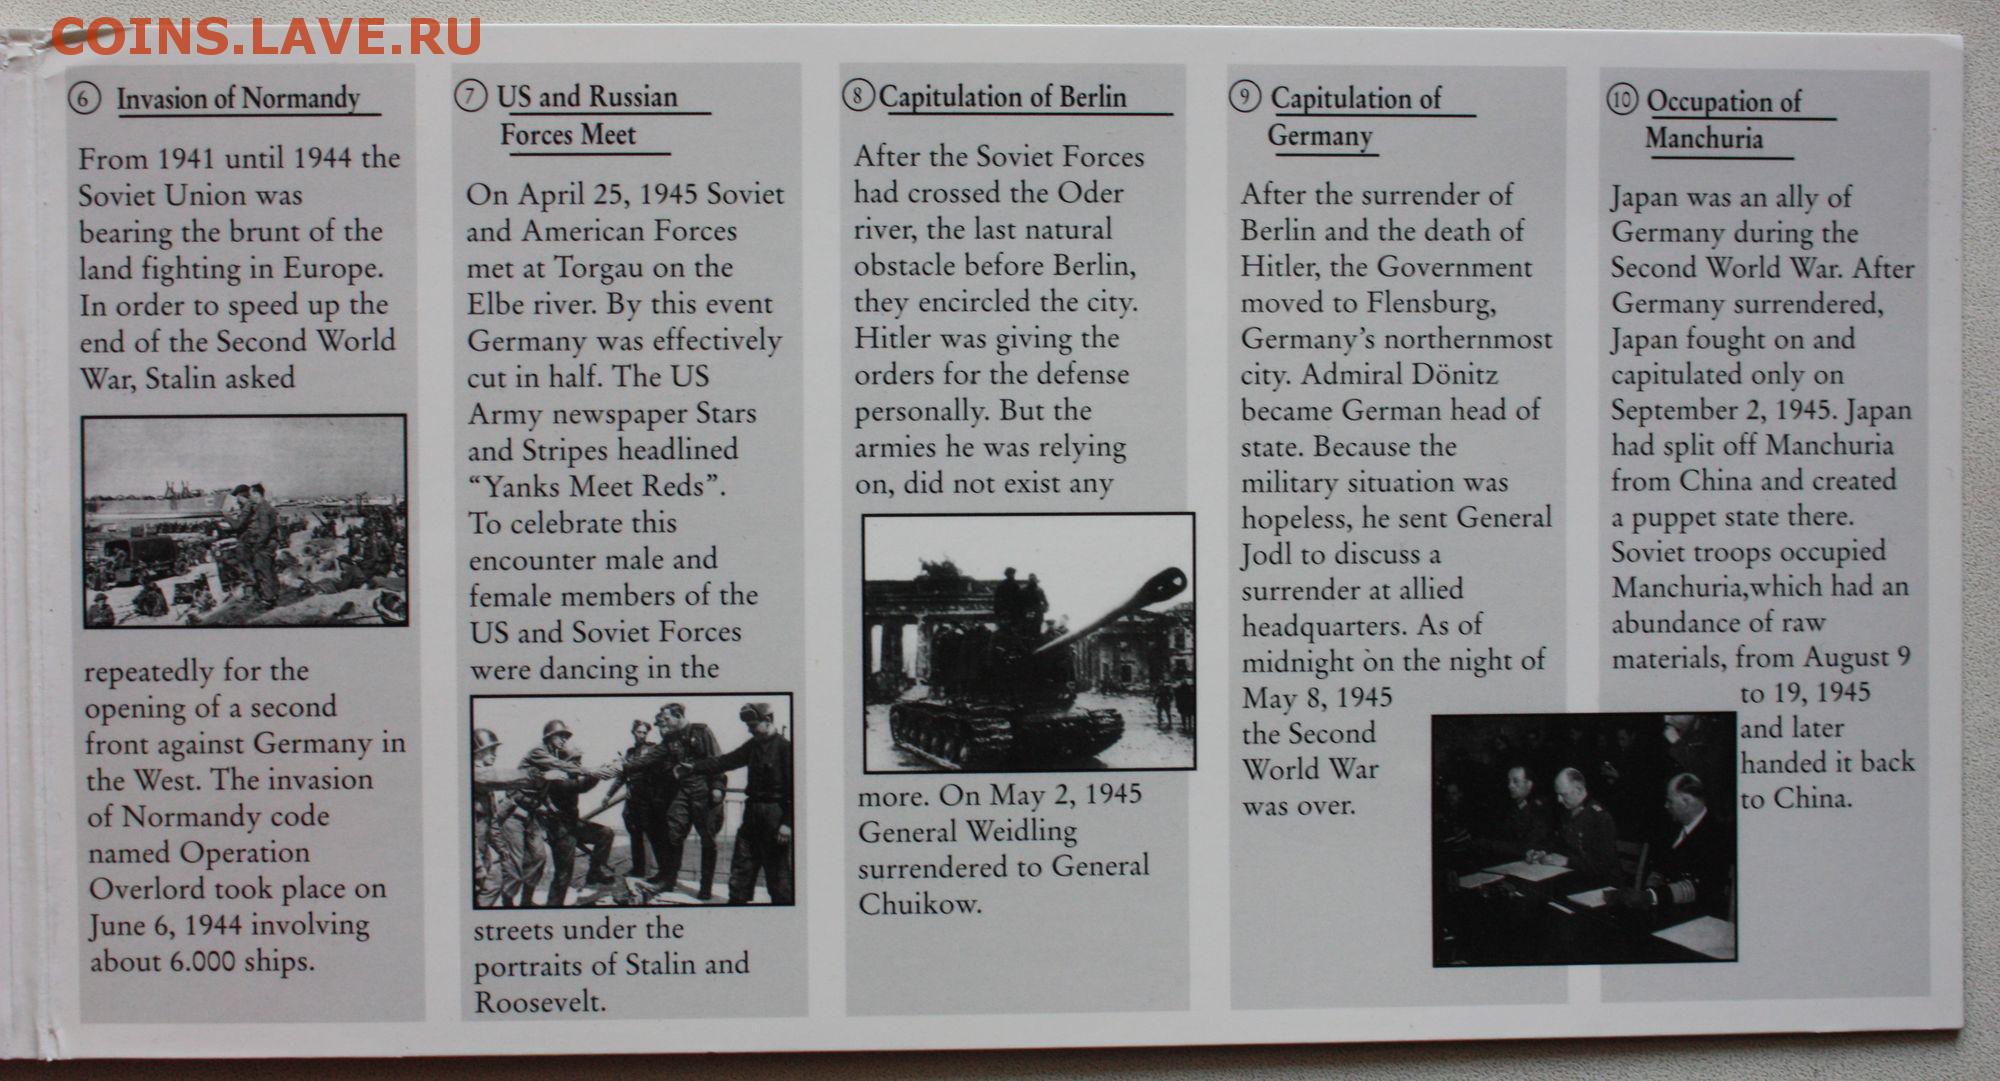 COINS.LAVE.RU
6 Invasion of Normandy
From 1941 until 1944 the
Soviet Union was
bearing the brunt of the
land fighting in Europe.
In order to speed up the
end of the Second World
War, Stalin asked
repeatedly for the
opening of a second
front against Germany in
the West. The invasion
of Normandy code
named Operation
Overlord took place on
June 6, 1944 involving
about 6.000 ships.
7 US and Russian
Forces Meet
On April 25, 1945 Soviet
and American Forces
met at Torgau on the
Elbe river. By this event
Germany was effectively
cut in half. The US
Army newspaper Stars
and Stripes headlined
“Yanks Meet Reds”.
To celebrate this
encounter male and
female members of the
US and Soviet Forces
were dancing in the
streets under the
portraits of Stalin and
Roosevelt.
8 Capitulation of Berlin
After the Soviet Forces
had crossed the Oder
river, the last natural
obstacle before Berlin,
they encircled the city.
Hitler was giving the
orders for the defense
personally. But the
armies he was relying
on, did not exist any
more. On May 2, 1945
General Weidling
surrendered to General
Chuikow.
9 Capitulation of
Germany
After the surrender of
Berlin and the death of
Hitler, the Government
moved to Flensburg,
Germany’s northernmost
city. Admiral Dönitz
became German head of
state. Because the
military situation was
hopeless, he sent General
Jodl to discuss a
surrender at allied
headquarters. As of
midnight on the night of
May 8, 1945
the Second
World War
was over.
10 Occupation of
Manchuria
Japan was an ally of
Germany during the
Second World War. After
Germany surrendered,
Japan fought on and
capitulated only on
September 2, 1945. Japan
had split off Manchuria
from China and created
a puppet state there.
Soviet troops occupied
Manchuria,which had an
abundance of raw
materials, from August 9
to 19, 1945
and later
handed it back
to China.